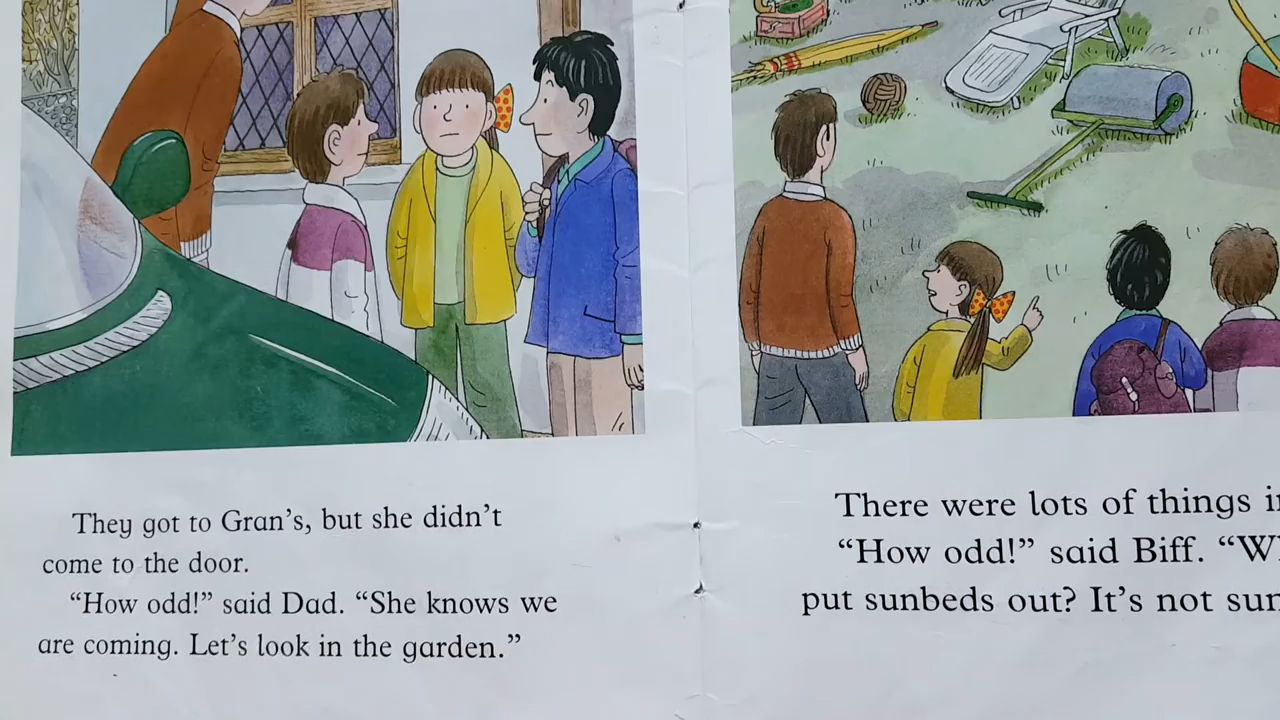 They got to Gran's, but she didn't
come to the door.
"How odd!" said Dad. "She knows we
are coming. Let's look in the garden."
There were lots of things
"How odd!" said Biff.
put sunbeds out? It's not